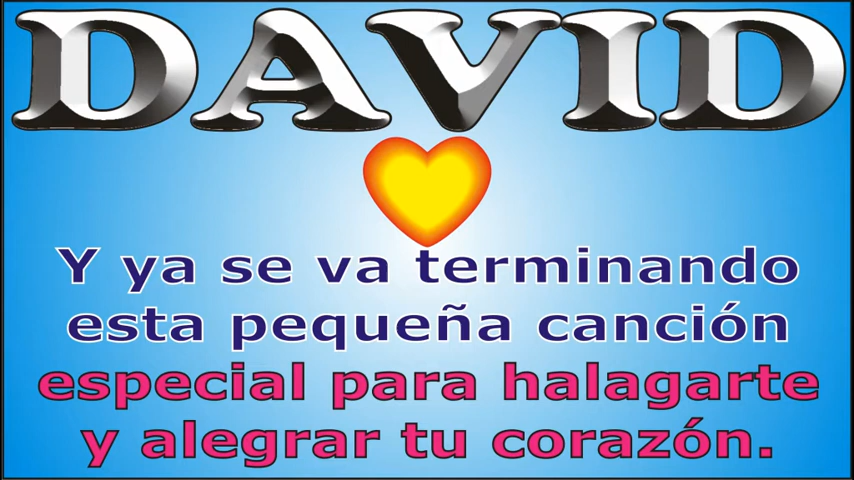 DAVID
Y ya se va terminando
esta pequeña canción
especial para halagarte
y alegrar tu corazón.